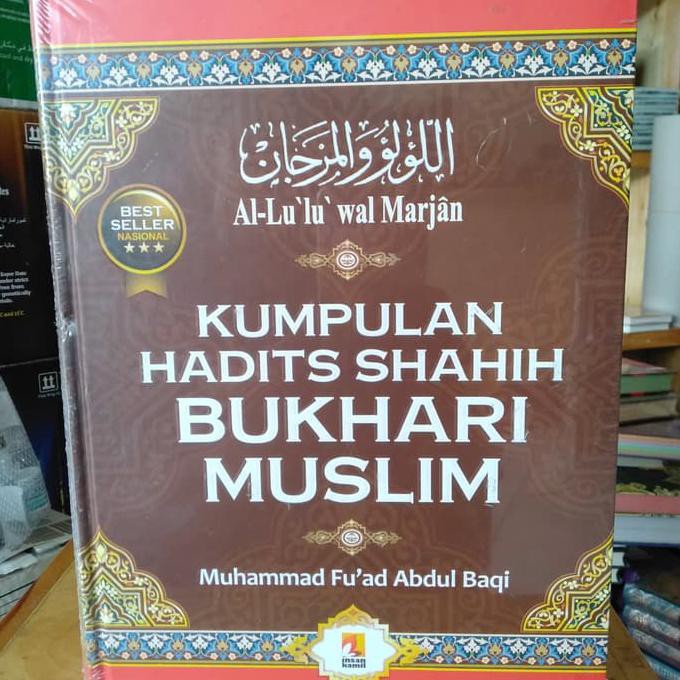 اللؤلؤ والمرجان
Al-Lu`lu` wal Marjân
BEST
SELLER
NASIONAL
KUMPULAN
HADITS SHAHIH
BUKHARI
MUSLIM
Muhammad Fu'ad Abdul Baqi
insan
kamil